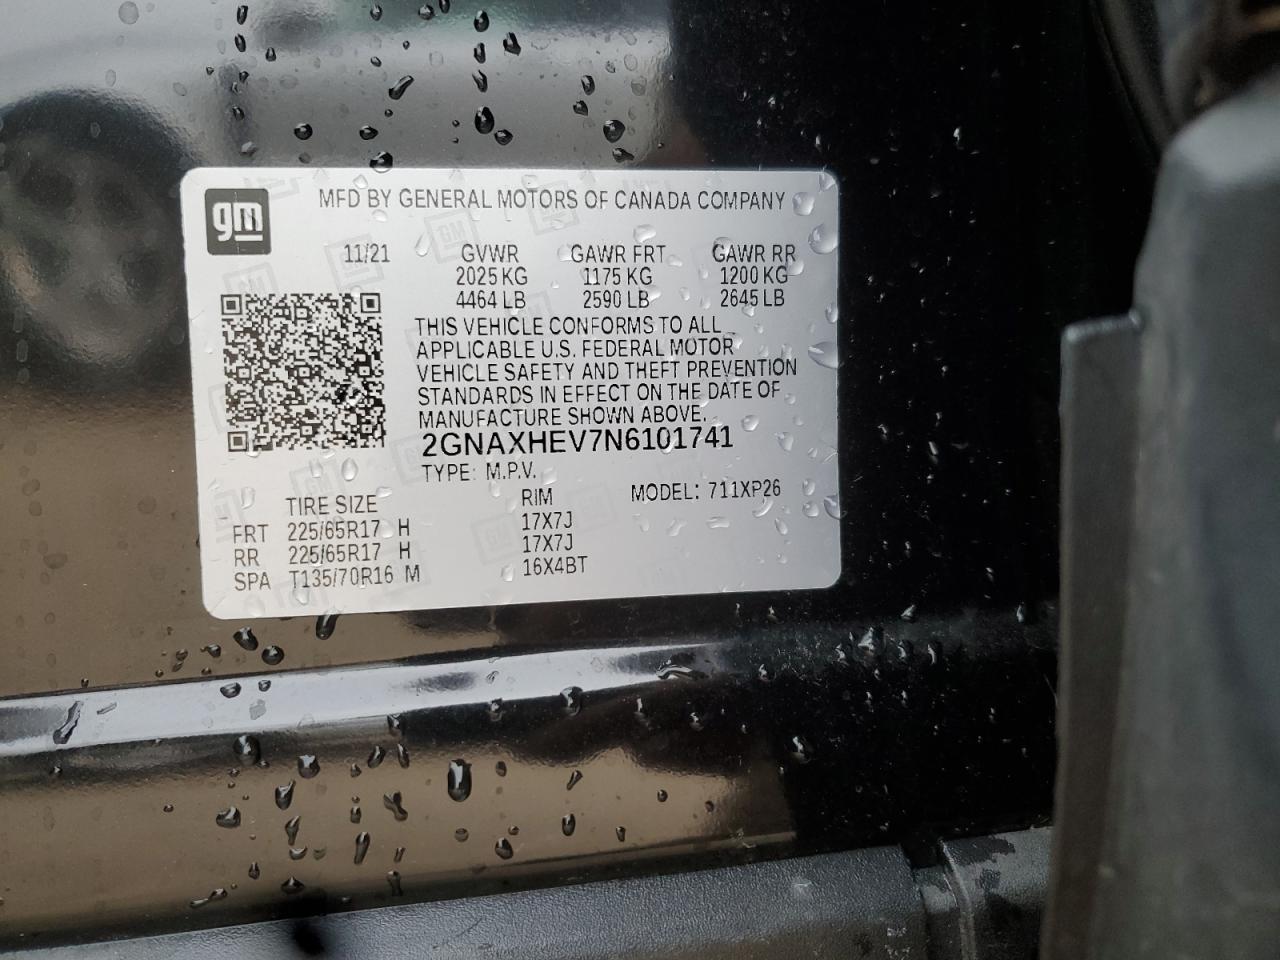 gm
MFD BY GENERAL MOTORS OF CANADA COMPANY
11/21 GVWR GAWR FRT GAWR RR
2025 KG 1175 KG 1200 KG
4464 LB 2590 LB 2645 LB
THIS VEHICLE CONFORMS TO ALL
APPLICABLE U.S. FEDERAL MOTOR
VEHICLE SAFETY AND THEFT PREVENTION
STANDARDS IN EFFECT ON THE DATE OF
MANUFACTURE SHOWN ABOVE.
2GNAXHEV7N6101741
TYPE: M.P.V.
TIRE SIZE RIM MODEL: 711XP26
FRT 225/65R17 H 17X7J
RR 225/65R17 H 17X7J
SPA T135/70R16 M 16X4BT